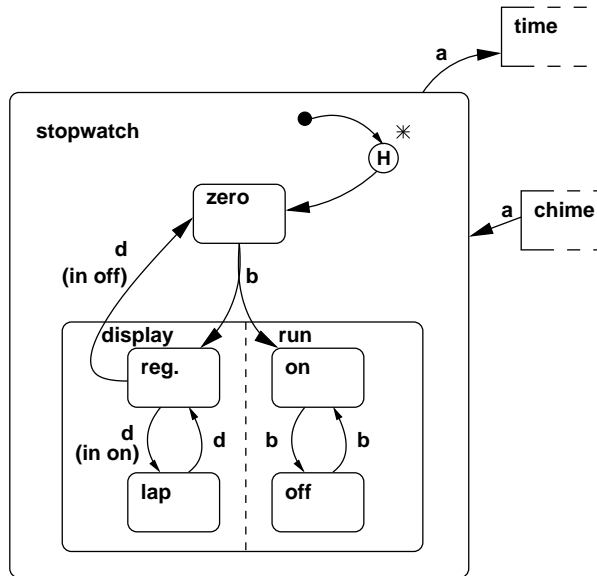 time
a
stopwatch
*
H
a
chime
zero
d
(in off)
b
display
run
reg.
on
d
(in on)
d
b
b
lap
off